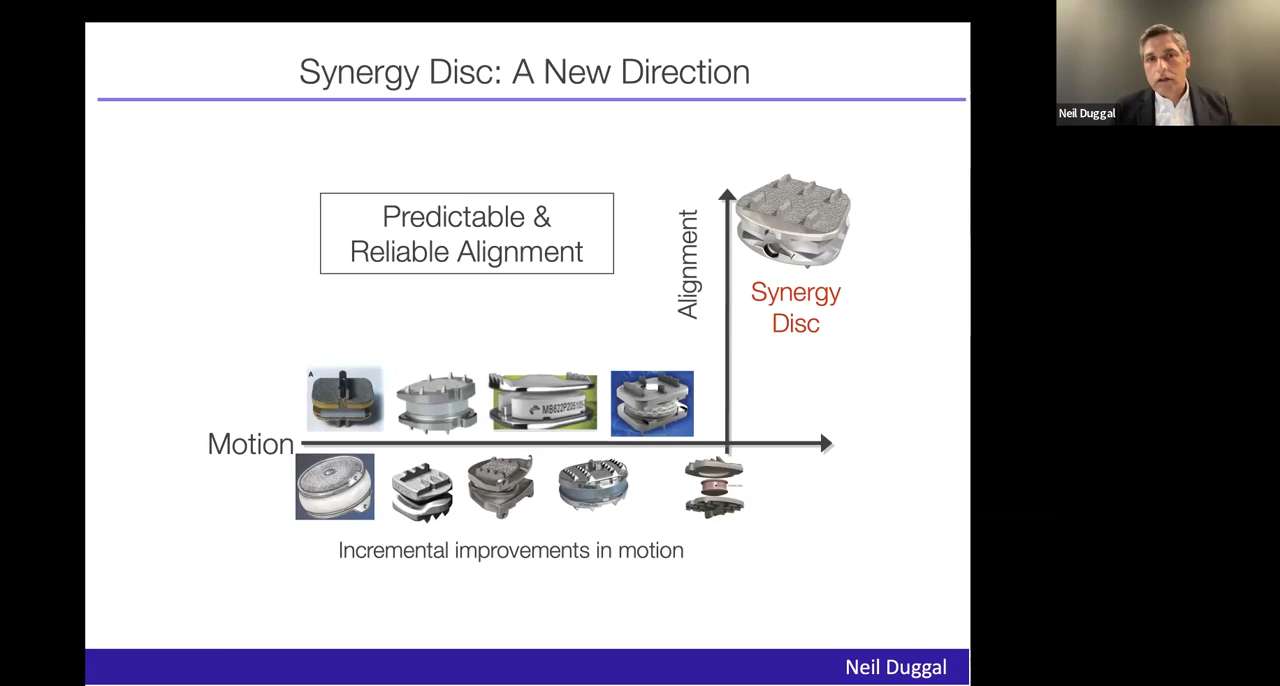 Synergy Disc: A New Direction
Neil Duggal
Predictable &
Reliable Alignment
Alignment
Synergy
Disc
A
Motion
Incremental improvements in motion
Neil Duggal